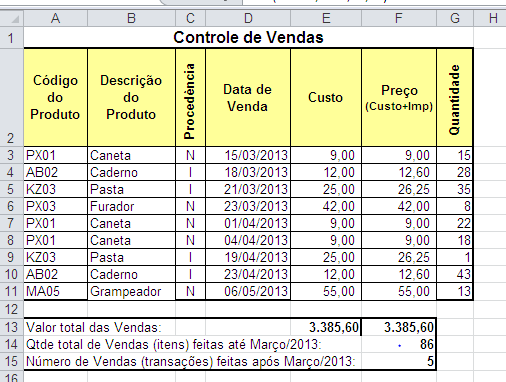 A B C D E F G H
1 Controle de Vendas
2 Código do Produto Descrição do Produto Procedência Data de Venda Custo Preço (Custo+Imp) Quantidade
3 PX01 Caneta N 15/03/2013 9,00 9,00 15
4 AB02 Caderno I 18/03/2013 12,00 12,60 28
5 KZ03 Pasta I 21/03/2013 25,00 26,25 35
6 PX03 Furador N 23/03/2013 42,00 42,00 8
7 PX01 Caneta N 01/04/2013 9,00 9,00 22
8 PX01 Caneta N 04/04/2013 9,00 9,00 18
9 KZ03 Pasta I 19/04/2013 25,00 26,25 1
10 AB02 Caderno I 23/04/2013 12,00 12,60 43
11 MA05 Grampeador N 06/05/2013 55,00 55,00 13
12
13 Valor total das Vendas: 3.385,60 3.385,60
14 Qtde total de Vendas (itens) feitas até Março/2013: - 86
15 Número de Vendas (transações) feitas após Março/2013: 5
16